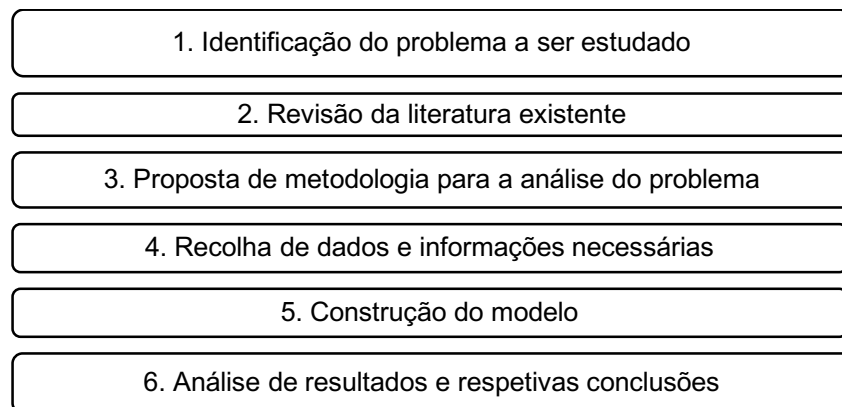 1. Identificação do problema a ser estudado
2. Revisão da literatura existente
3. Proposta de metodologia para a análise do problema
4. Recolha de dados e informações necessárias
5. Construção do modelo
6. Análise de resultados e respetivas conclusões